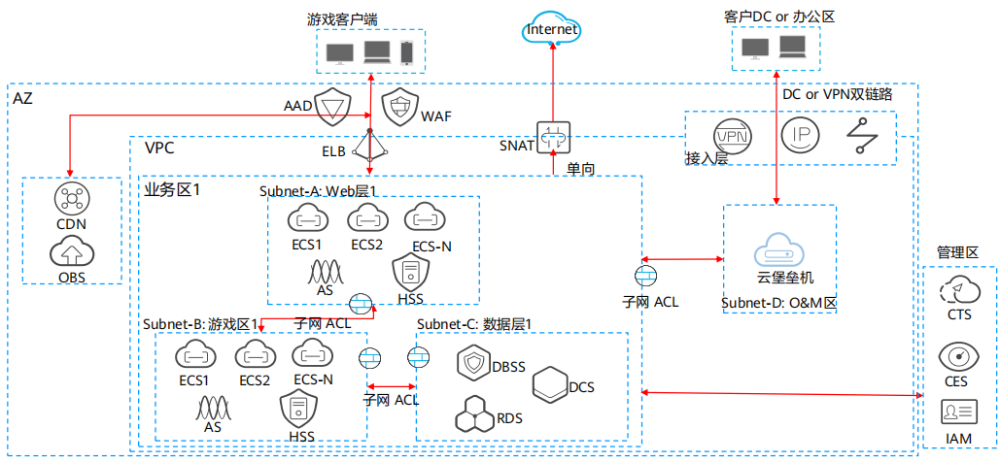 游戏客户端
Internet
客户DC or 办公区
AZ
AAD
WAF
DC or VPN双链路
ELB
SNAT
VPN
IP
接入层
VPC
单向
业务区1
Subnet-A: Web层1
CDN
ECS1
ECS2
ECS-N
OBS
AS
HSS
云堡垒机
管理区
子网 ACL
Subnet-D: O&M区
CTS
Subnet-B: 游戏区1
子网 ACL
Subnet-C: 数据层1
ECS1
ECS2
ECS-N
DBSS
CES
DCS
子网 ACL
AS
HSS
RDS
IAM